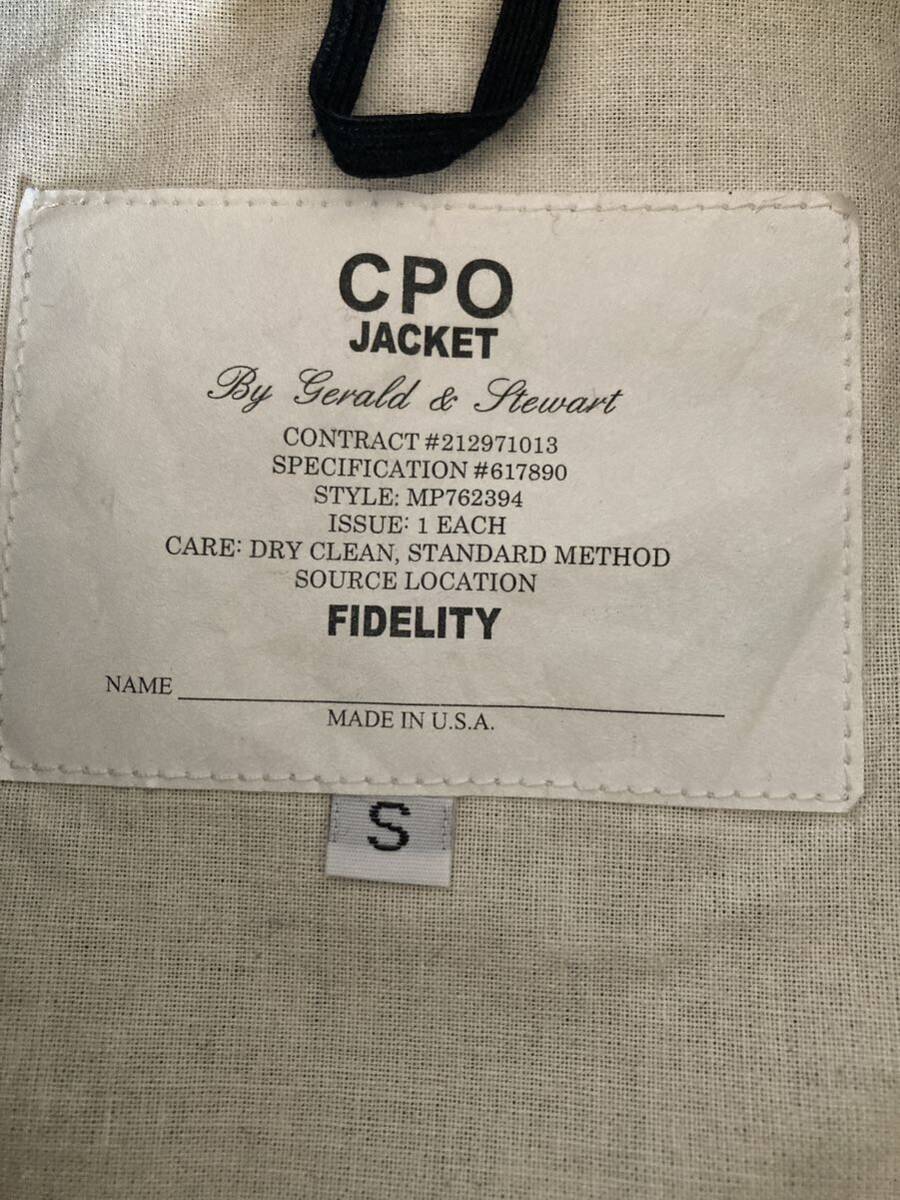 CPO
JACKET
By Gerald & Stewart
CONTRACT #212971013
SPECIFICATION #617890
STYLE: MP762394
ISSUE: 1 EACH
CARE: DRY CLEAN, STANDARD METHOD
SOURCE LOCATION
FIDELITY
NAME
MADE IN U.S.A.
S